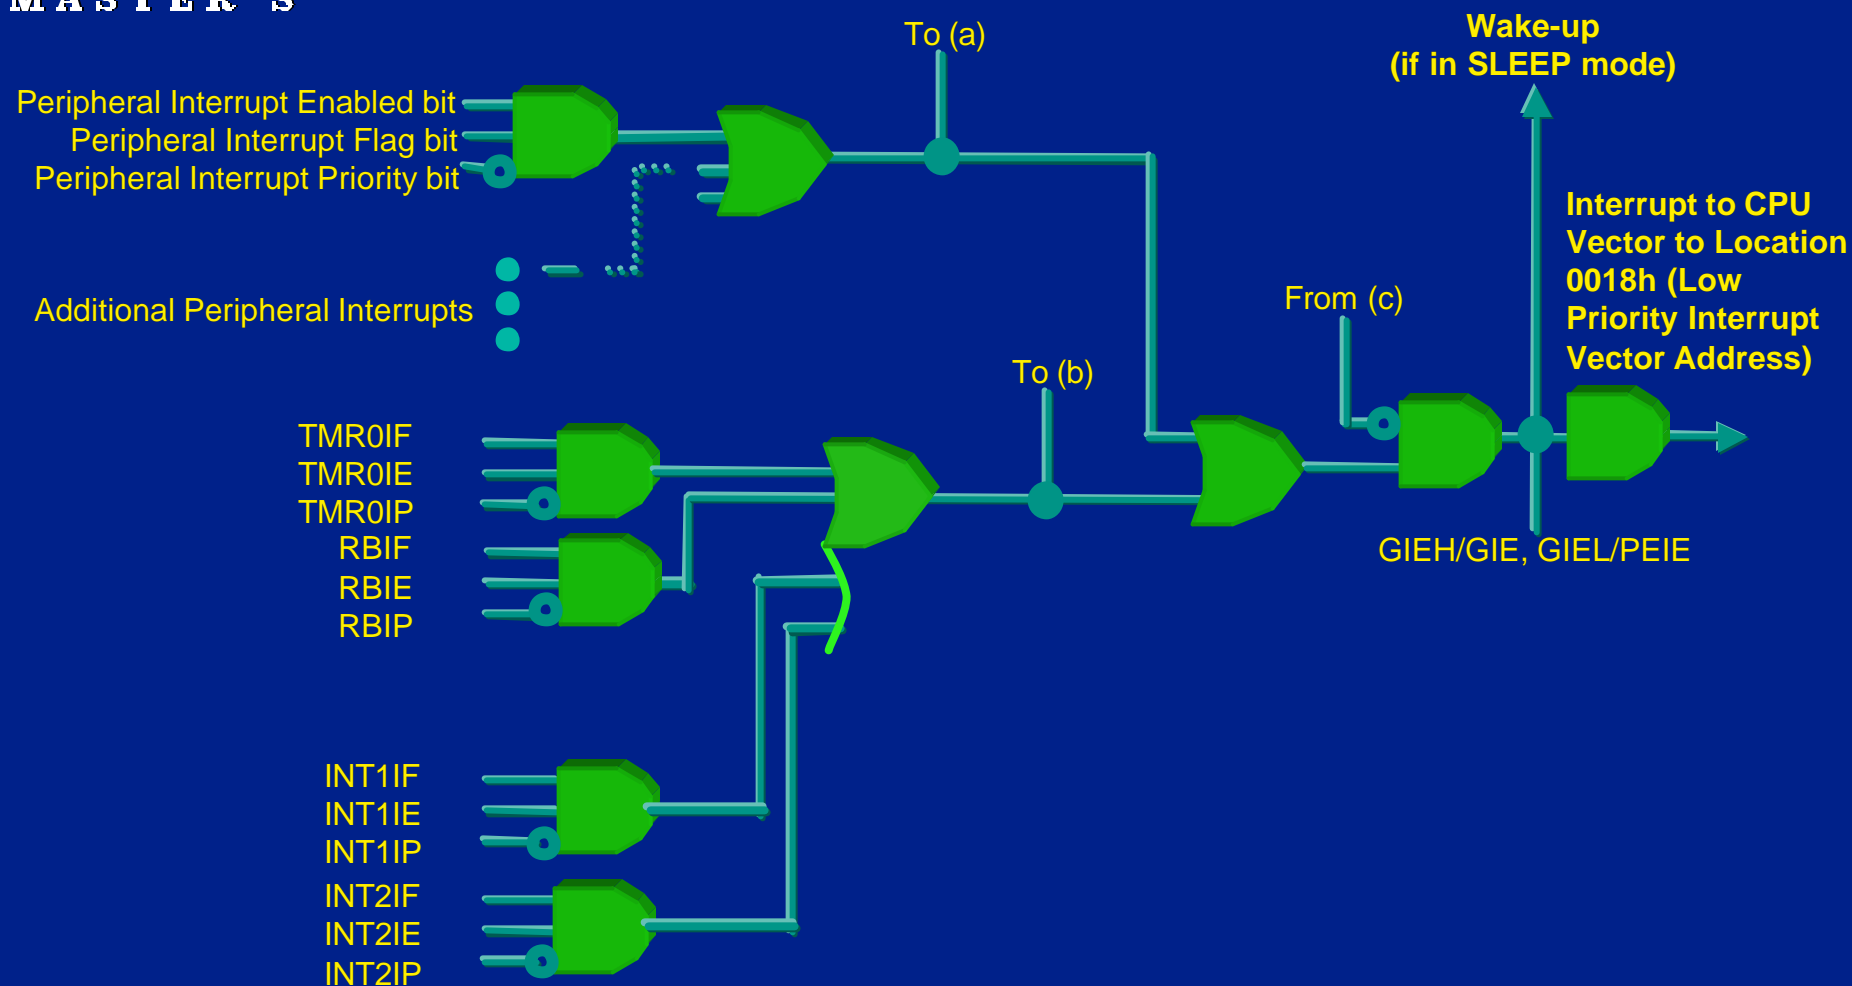 MASTER's
To (a)
Wake-up
(if in SLEEP mode)
Peripheral Interrupt Enabled bit
Peripheral Interrupt Flag bit
Peripheral Interrupt Priority bit
Interrupt to CPU
Vector to Location
0018h (Low
Priority Interrupt
Vector Address)
Additional Peripheral Interrupts
From (c)
To (b)
TMR0IF
TMR0IE
TMR0IP
RBIF
RBIE
RBIP
GIEH/GIE, GIEL/PEIE
INT1IF
INT1IE
INT1IP
INT2IF
INT2IE
INT2IP